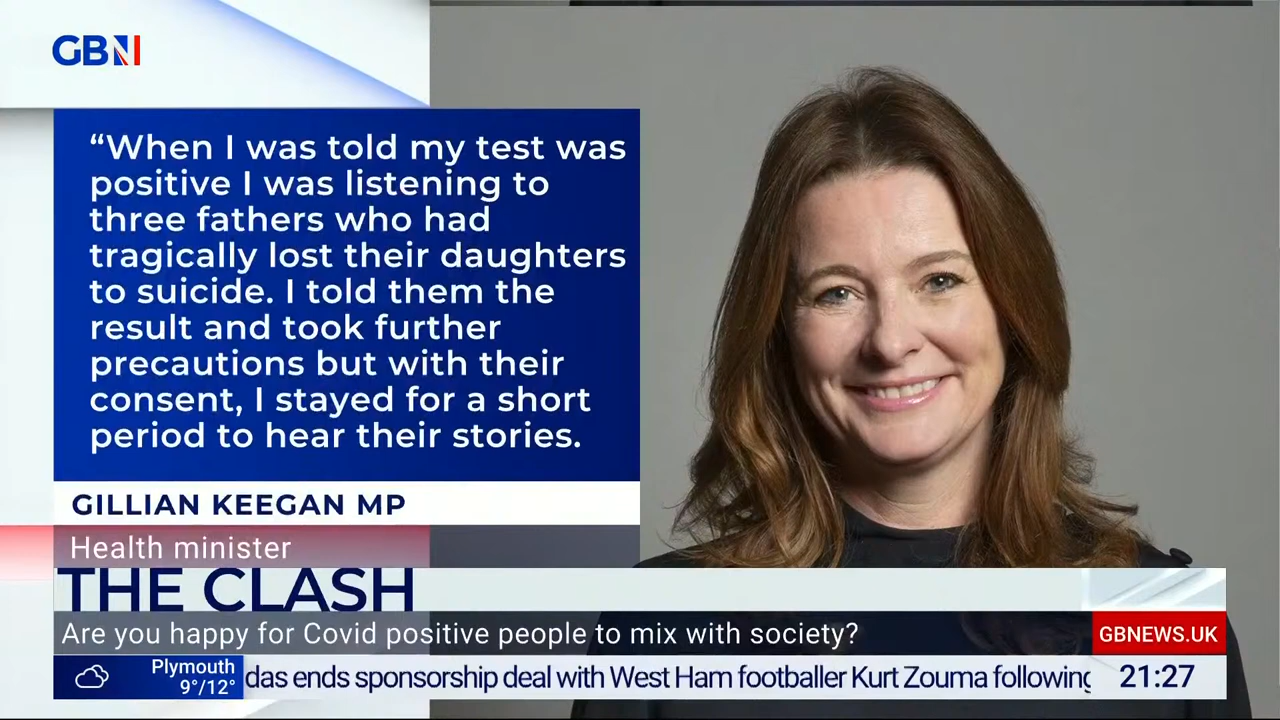 GBN
“When I was told my test was
positive I was listening to
three fathers who had
tragically lost their daughters
to suicide. I told them the
result and took further
precautions but with their
consent, I stayed for a short
period to hear their stories.
GILLIAN KEEGAN MP
Health minister
THE CLASH
Are you happy for Covid positive people to mix with society?
GBNEWS.UK
Plymouth
9°/12°
das ends sponsorship deal with West Ham footballer Kurt Zouma following
21:27